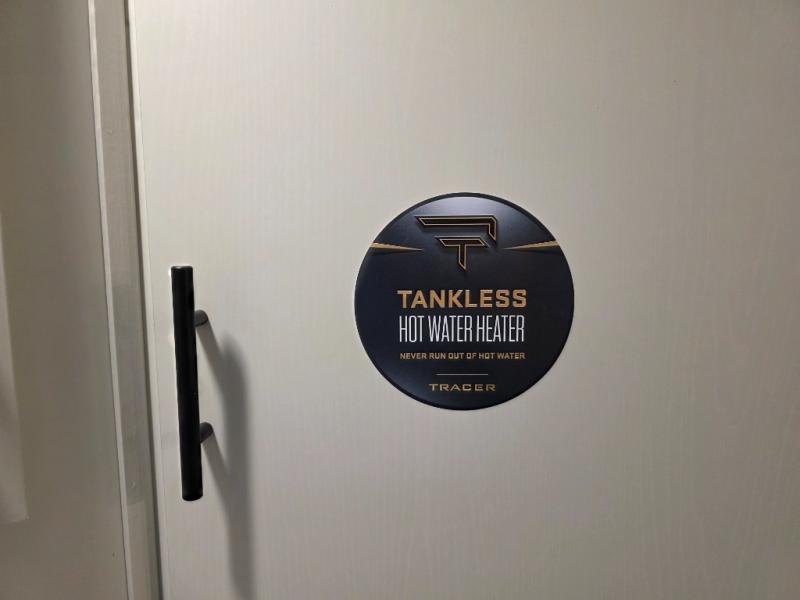 TANKLESS
HOT WATER HEATER
NEVER RUN OUT OF HOT WATER
TRACER